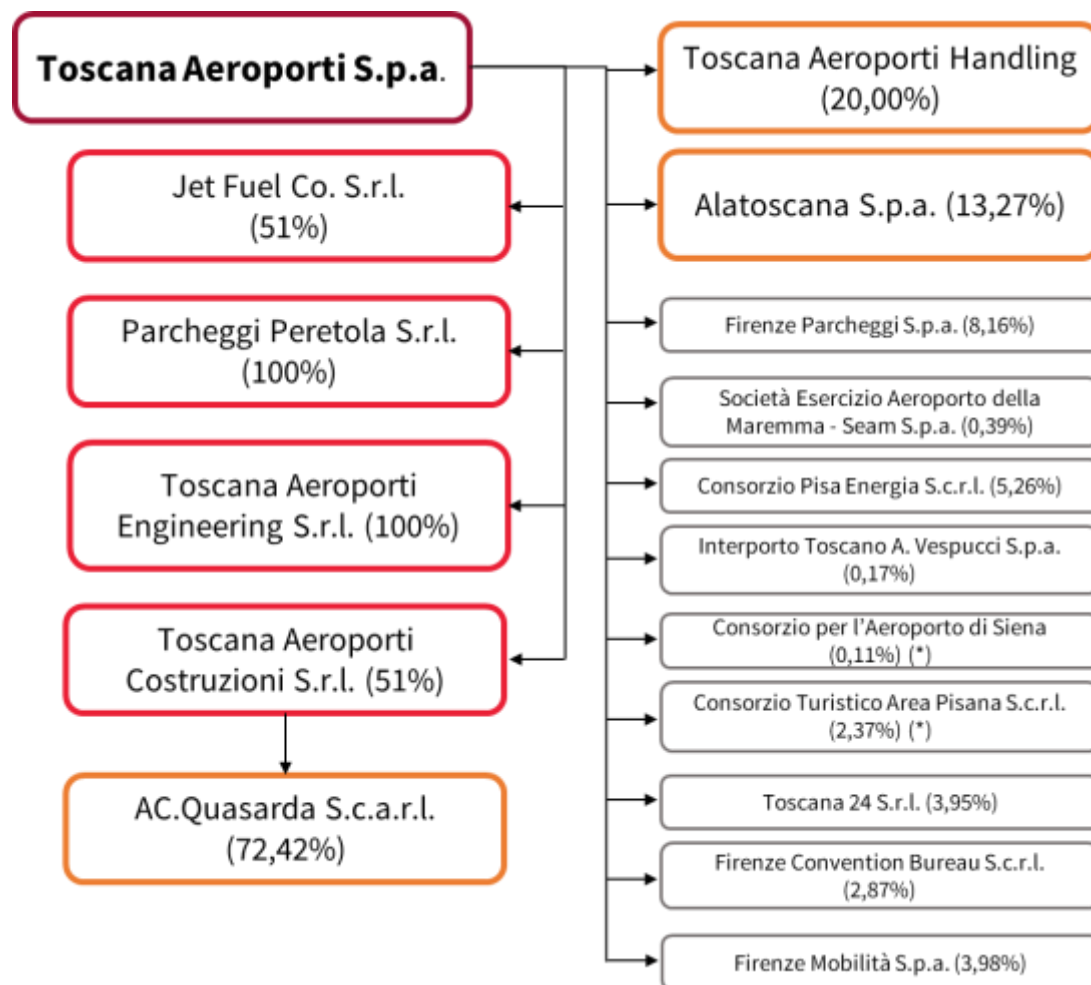 Toscana Aeroporti S.p.a.
Jet Fuel Co. S.r.l.
(51%)
Parcheggi Peretola S.r.l.
(100%)
Toscana Aeroporti
Engineering S.r.l. (100%)
Toscana Aeroporti
Costruzioni S.r.l. (51%)
AC.Quasarda S.c.a.r.l.
(72,42%)
Toscana Aeroporti Handling
(20,00%)
Alatoscana S.p.a. (13,27%)
Firenze Parcheggi S.p.a. (8,16%)
Società Esercizio Aeroporto della
Maremma - Seam S.p.a. (0,39%)
Consorzio Pisa Energia S.c.r.l. (5,26%)
Interporto Toscano A. Vespucci S.p.a.
(0,17%)
Consorzio per l'Aeroporto di Siena
(0,11%) (*)
Consorzio Turistico Area Pisana S.c.r.l.
(2,37%) (*)
Toscana 24 S.r.l. (3,95%)
Firenze Convention Bureau S.c.r.l.
(2,87%)
Firenze Mobilità S.p.a. (3,98%)